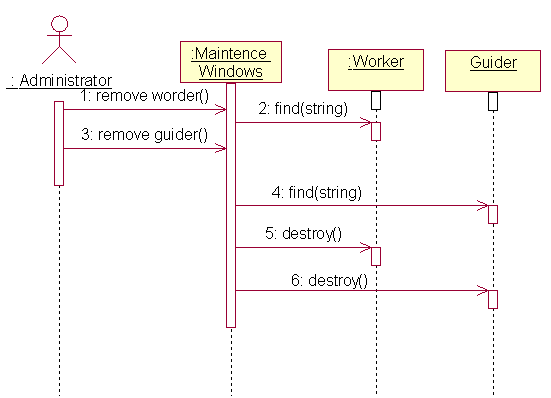 :Maintence
Windows
:Worker
Guider
: Administrator
1: remove worder()
2: find(string)
3: remove guider()
4: find(string)
5: destroy()
6: destroy()